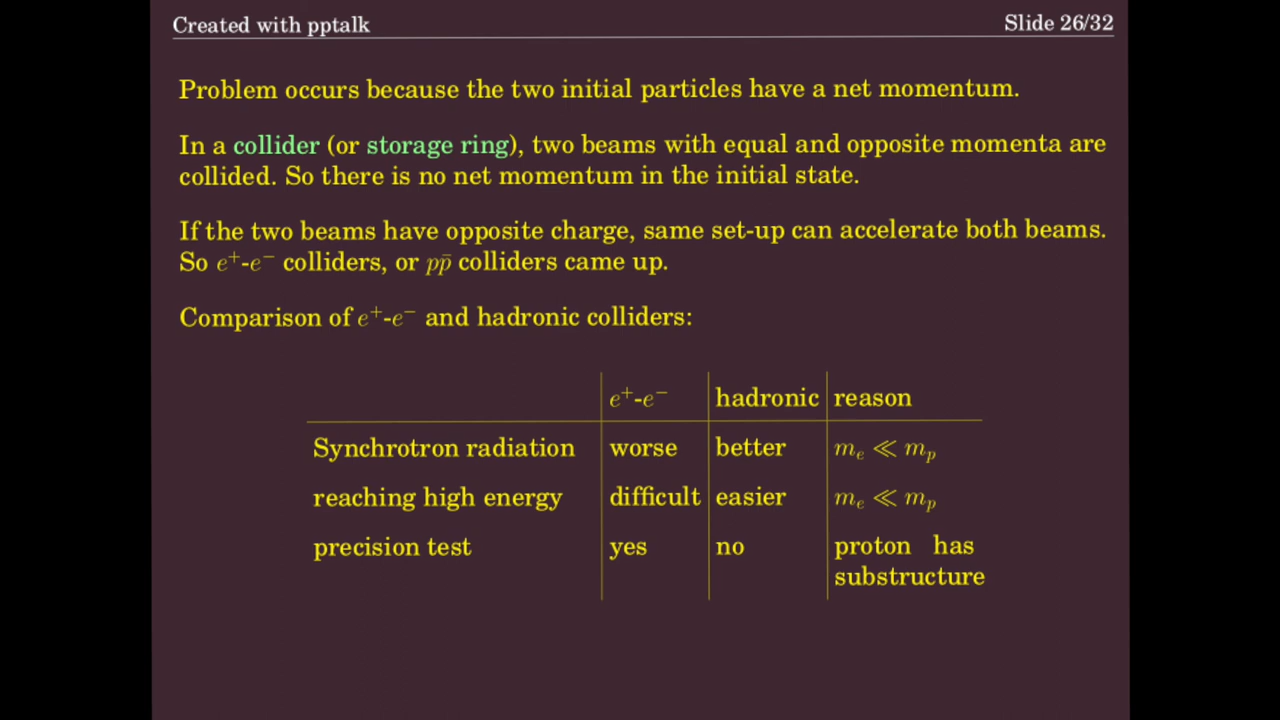 Created with pptalk
Slide 26/32
Problem occurs because the two initial particles have a net momentum.
In a collider (or storage ring), two beams with equal and opposite momenta are
collided. So there is no net momentum in the initial state.
If the two beams have opposite charge, same set-up can accelerate both beams.
So e⁺-e⁻ colliders, or pp̄ colliders came up.
Comparison of e⁺-e⁻ and hadronic colliders:
e⁺-e⁻ hadronic reason
Synchrotron radiation worse better mₑ ≪ mₚ
reaching high energy difficult easier mₑ ≪ mₚ
precision test yes no proton has
substructure